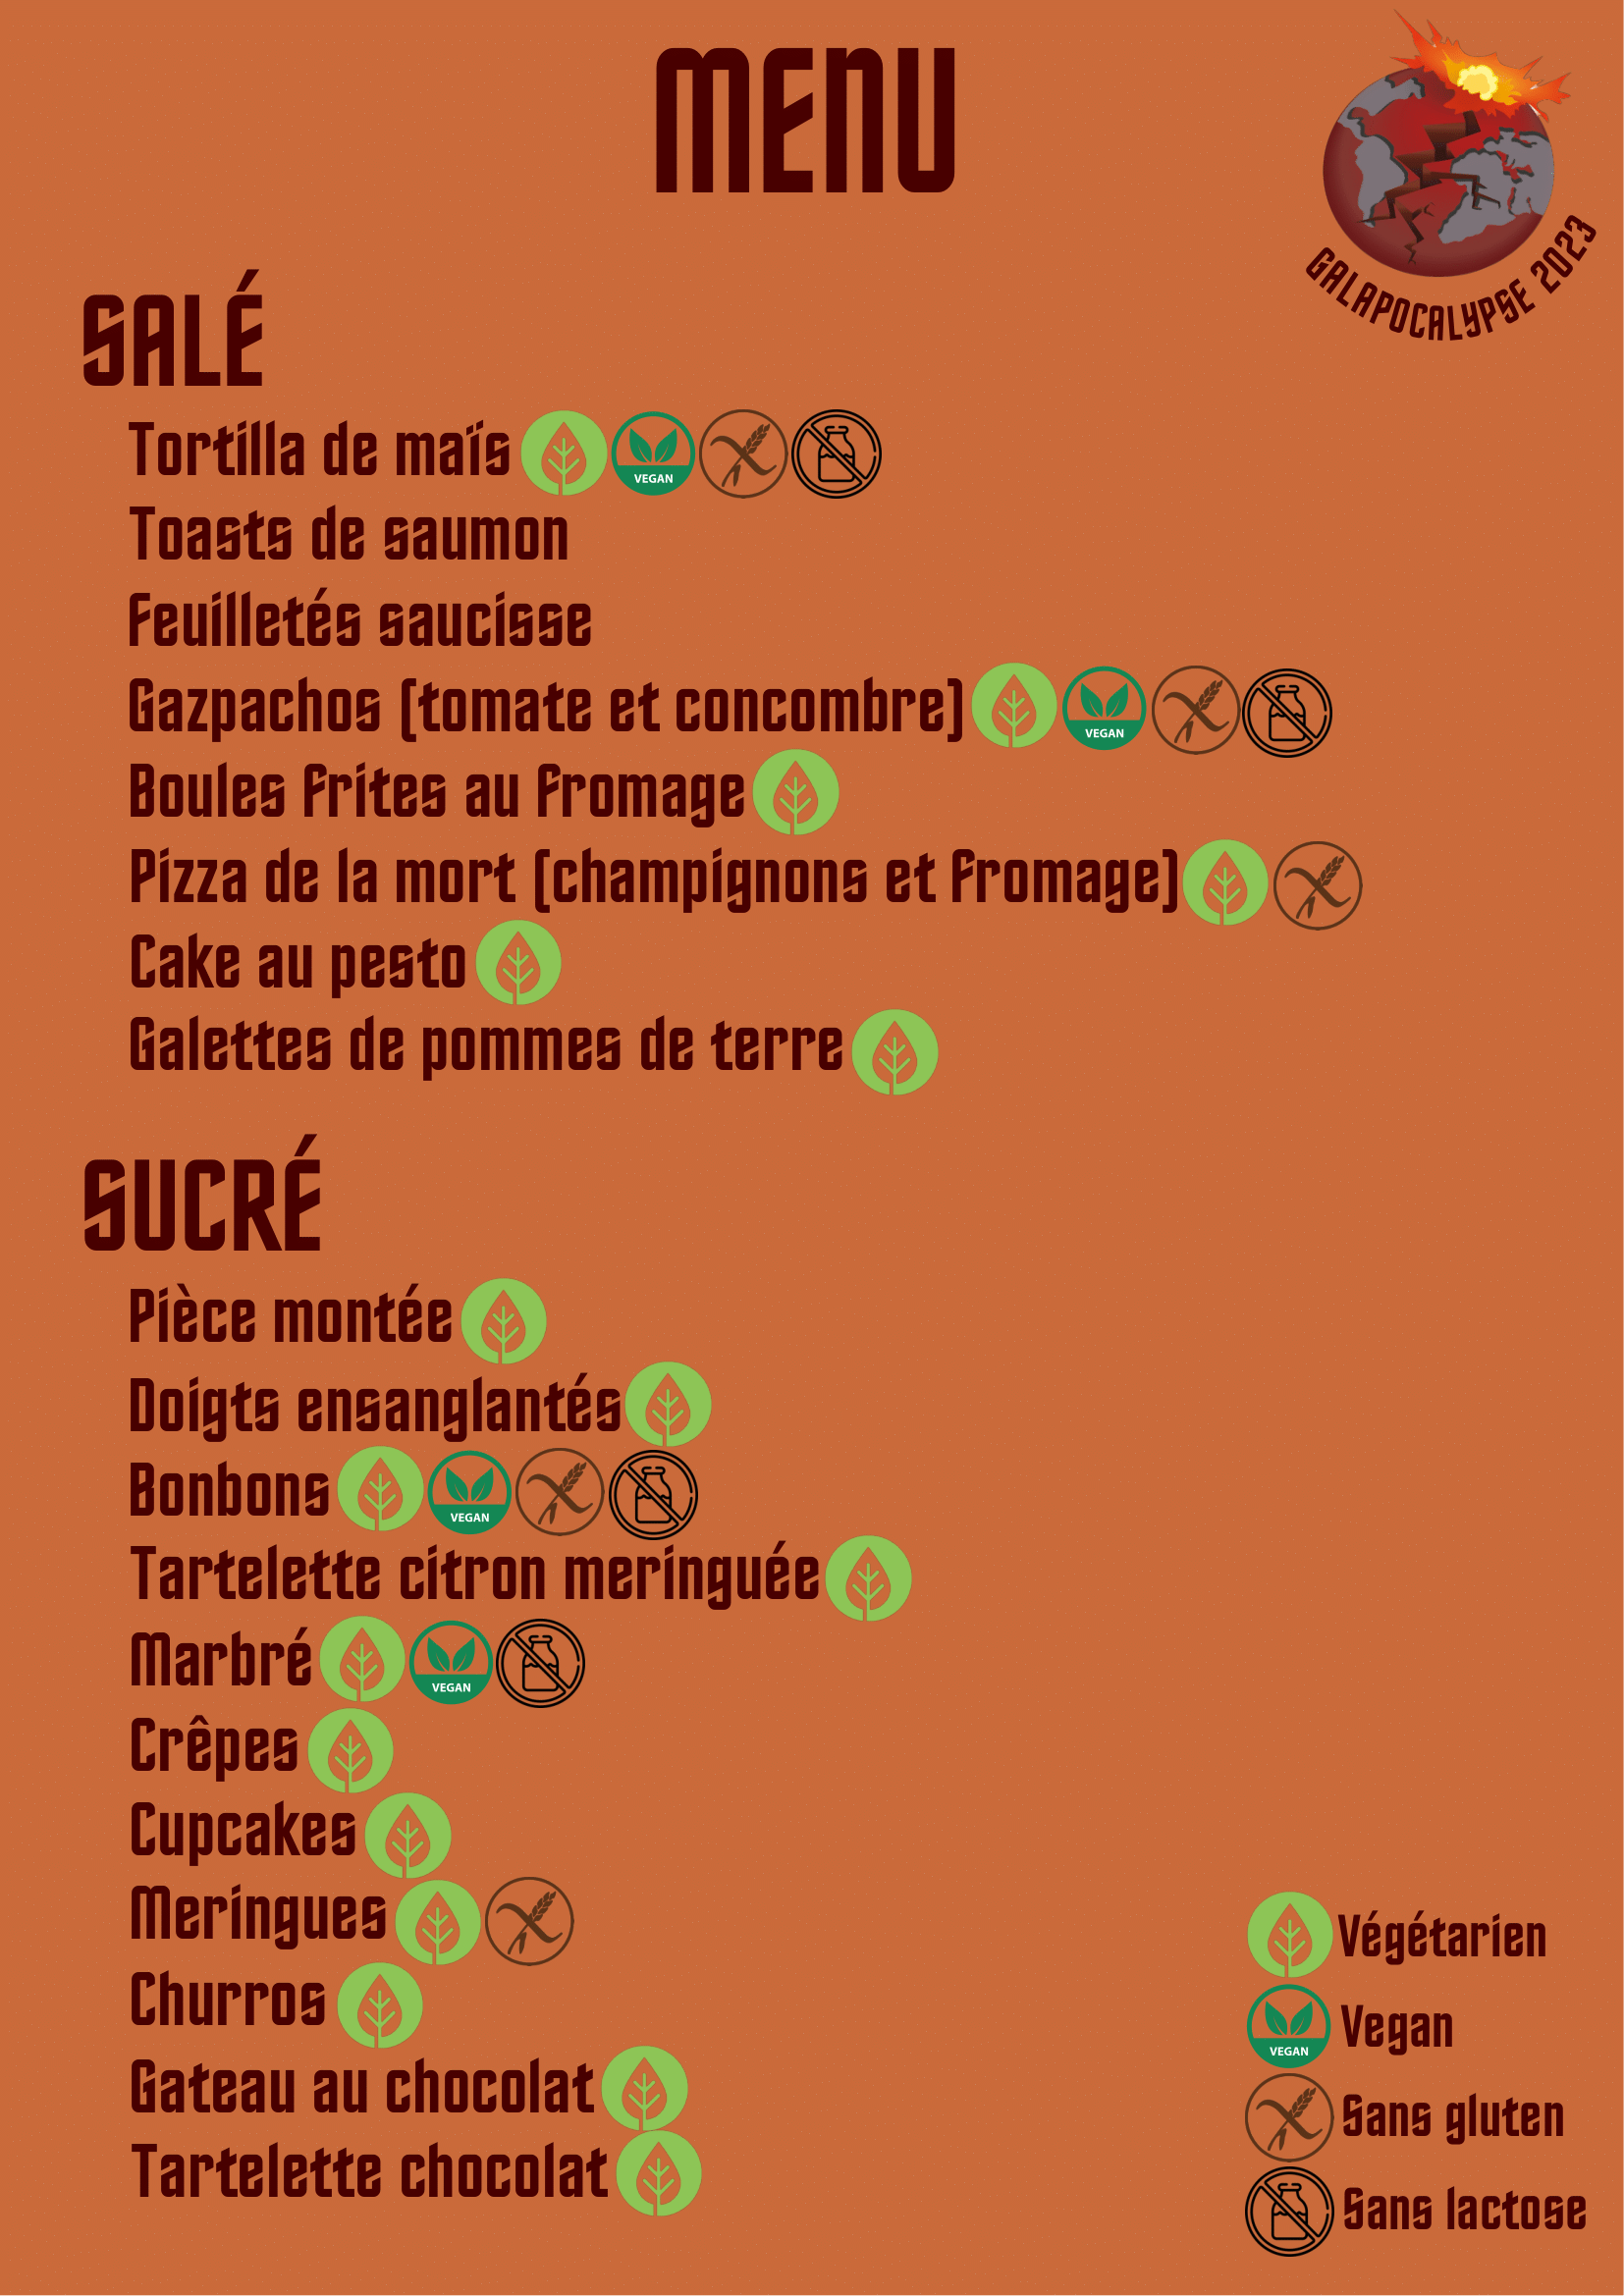 MENU
GALAPOCALYPSE 2023
SALÉ
Tortilla de maïs VEGAN
Toasts de saumon
Feuilletés saucisse
Gazpachos (tomate et concombre) VEGAN
Boules frites au fromage
Pizza de la mort (champignons et fromage)
Cake au pesto
Galettes de pommes de terre
SUCRÉ
Pièce montée
Doigts ensanglantés
Bonbons VEGAN
Tartelette citron meringuée
Marbré VEGAN
Crêpes
Cupcakes
Meringues
Churros
Gateau au chocolat
Tartelette chocolat
Végétarien
VEGAN Vegan
Sans gluten
Sans lactose